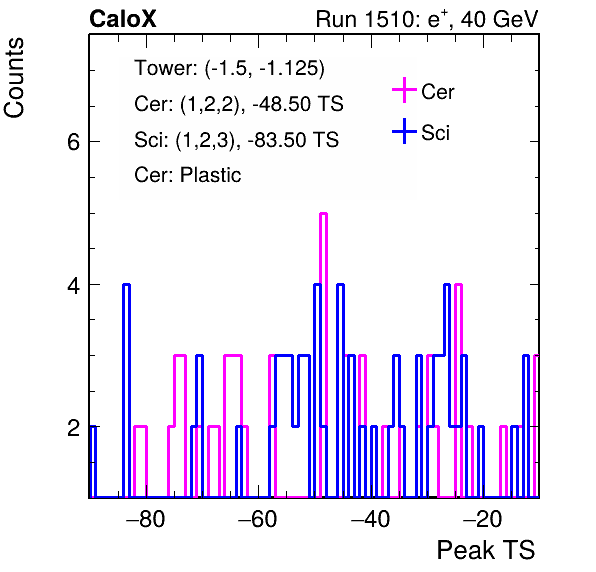 CaloX Run 1510: e⁺, 40 GeV
Counts
Tower: (-1.5, -1.125)
Cer: (1,2,2), -48.50 TS
Sci: (1,2,3), -83.50 TS
Cer: Plastic
Cer
Sci
6
4
2
−80 −60 −40 −20
Peak TS